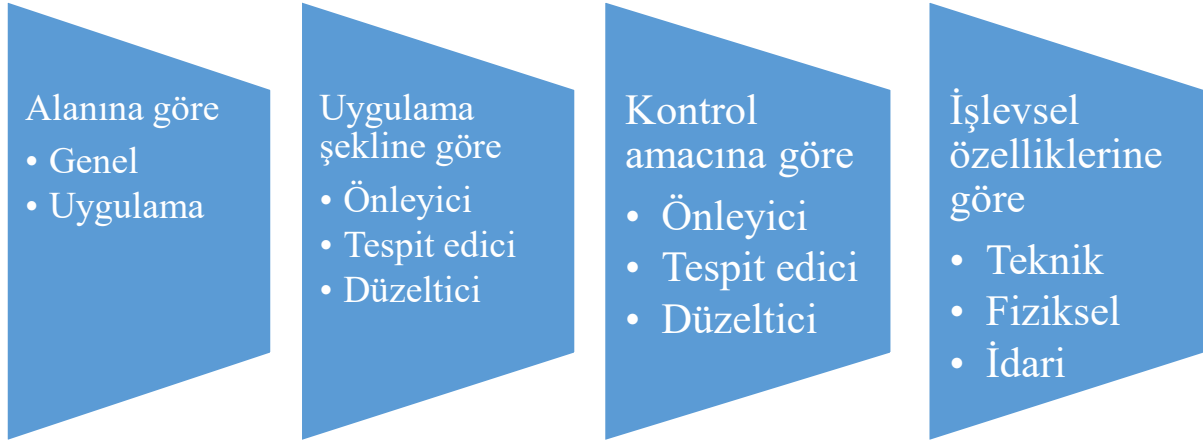 Alanına göre
• Genel
• Uygulama
Uygulama
şekline göre
• Önleyici
• Tespit edici
• Düzeltici
Kontrol
amacına göre
• Önleyici
• Tespit edici
• Düzeltici
İşlevsel
özelliklerine
göre
• Teknik
• Fiziksel
• İdari